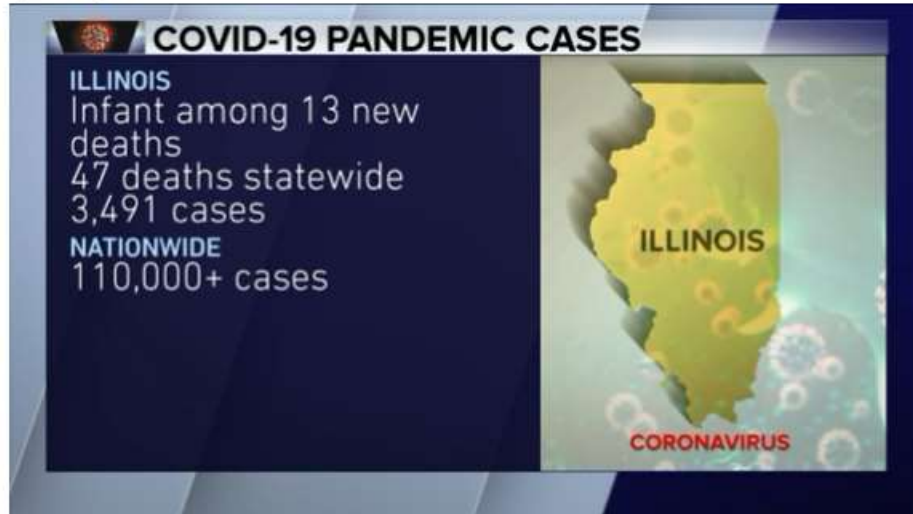 COVID-19 PANDEMIC CASES
ILLINOIS
Infant among 13 new
deaths
47 deaths statewide
3,491 cases
NATIONWIDE
110,000+ cases
ILLINOIS
CORONAVIRUS